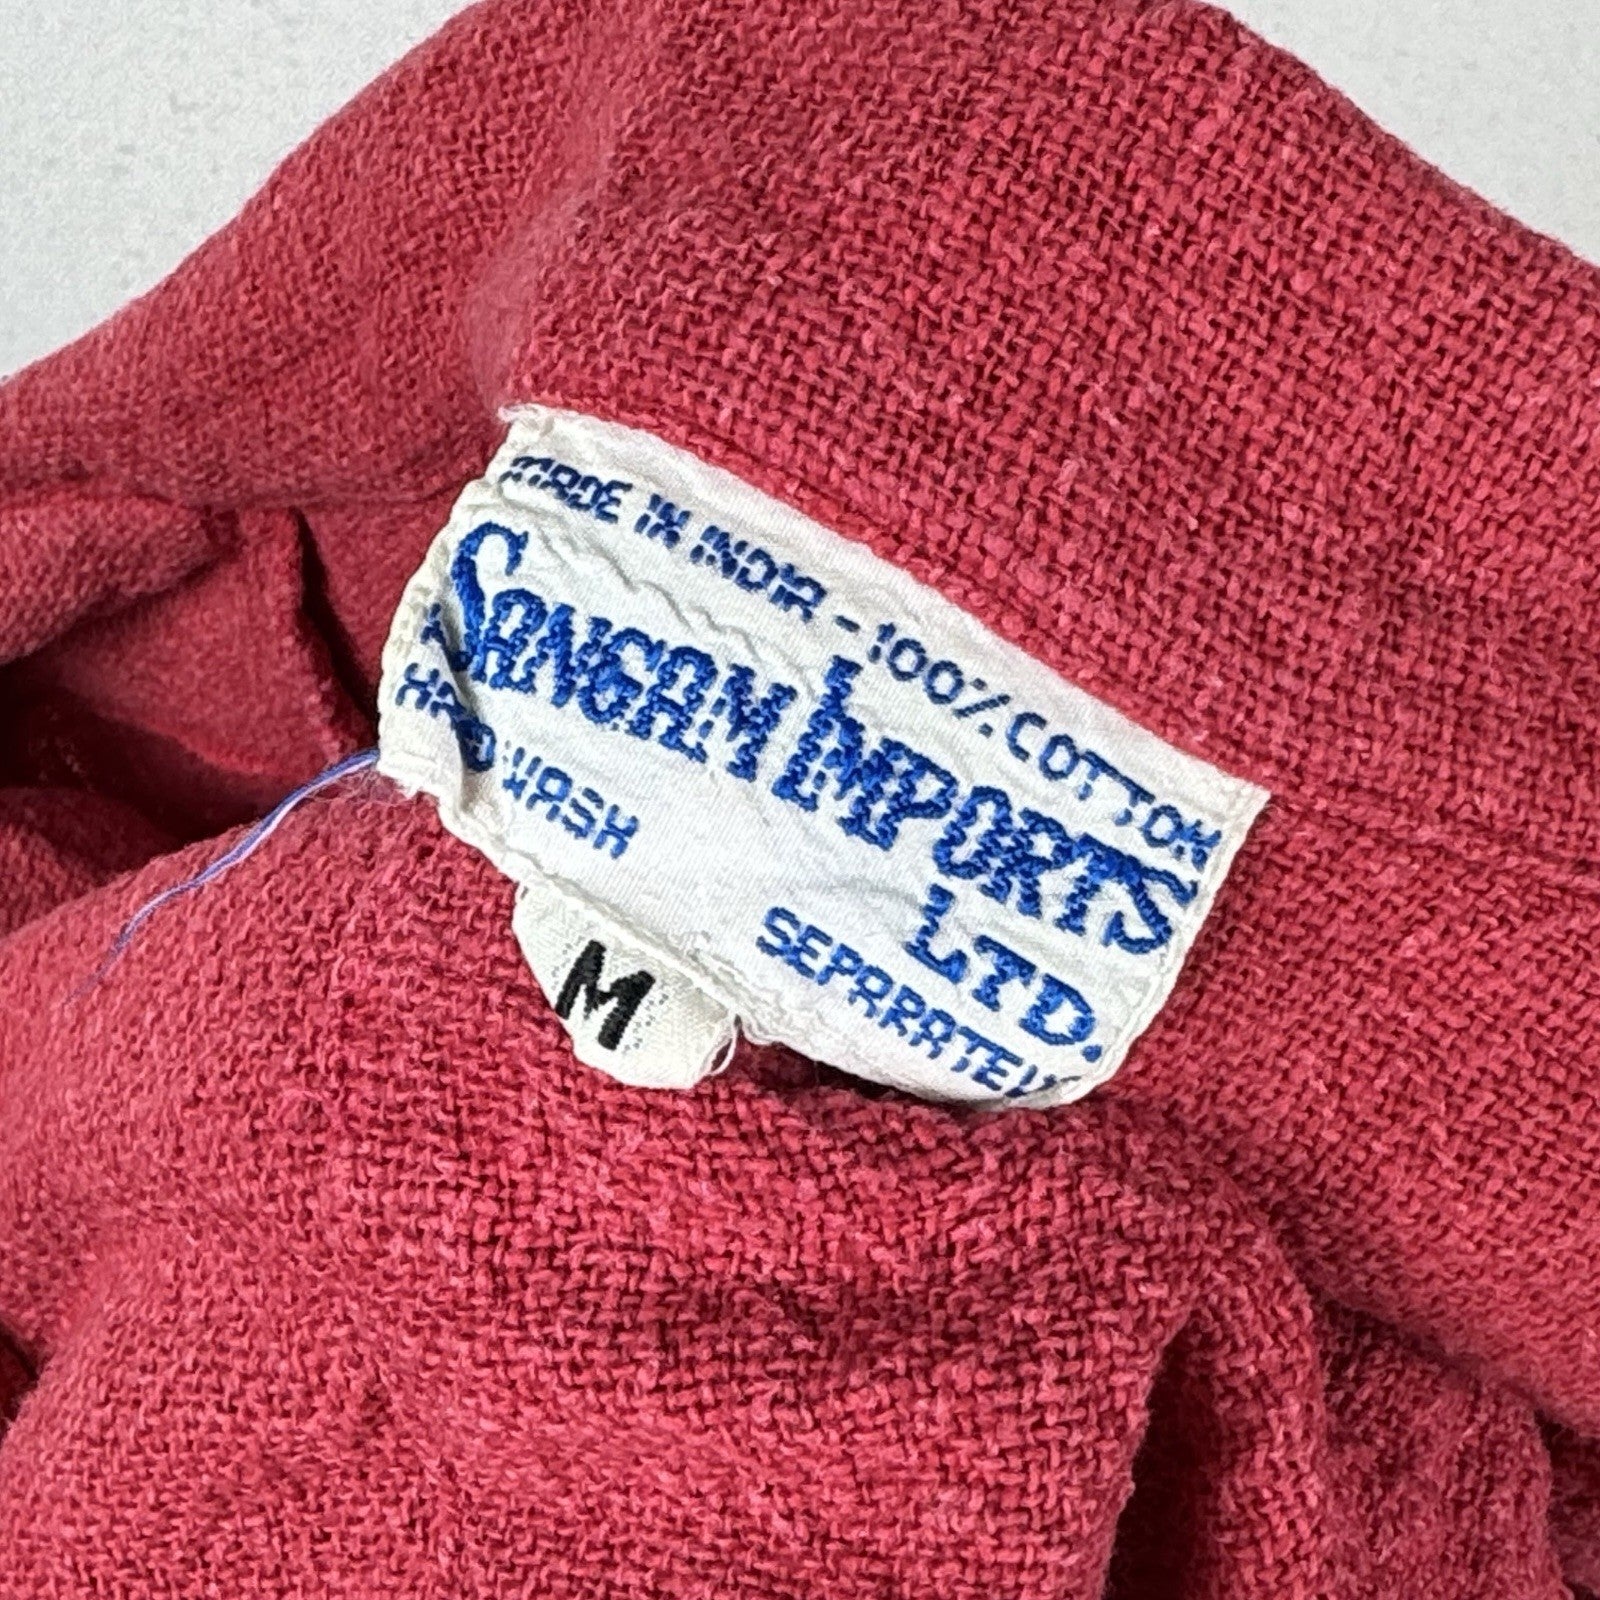 MADE IN INDIA - 100% COTTON
SANGAM IMPORTS
LTD.
HAND WASH SEPARATELY
M